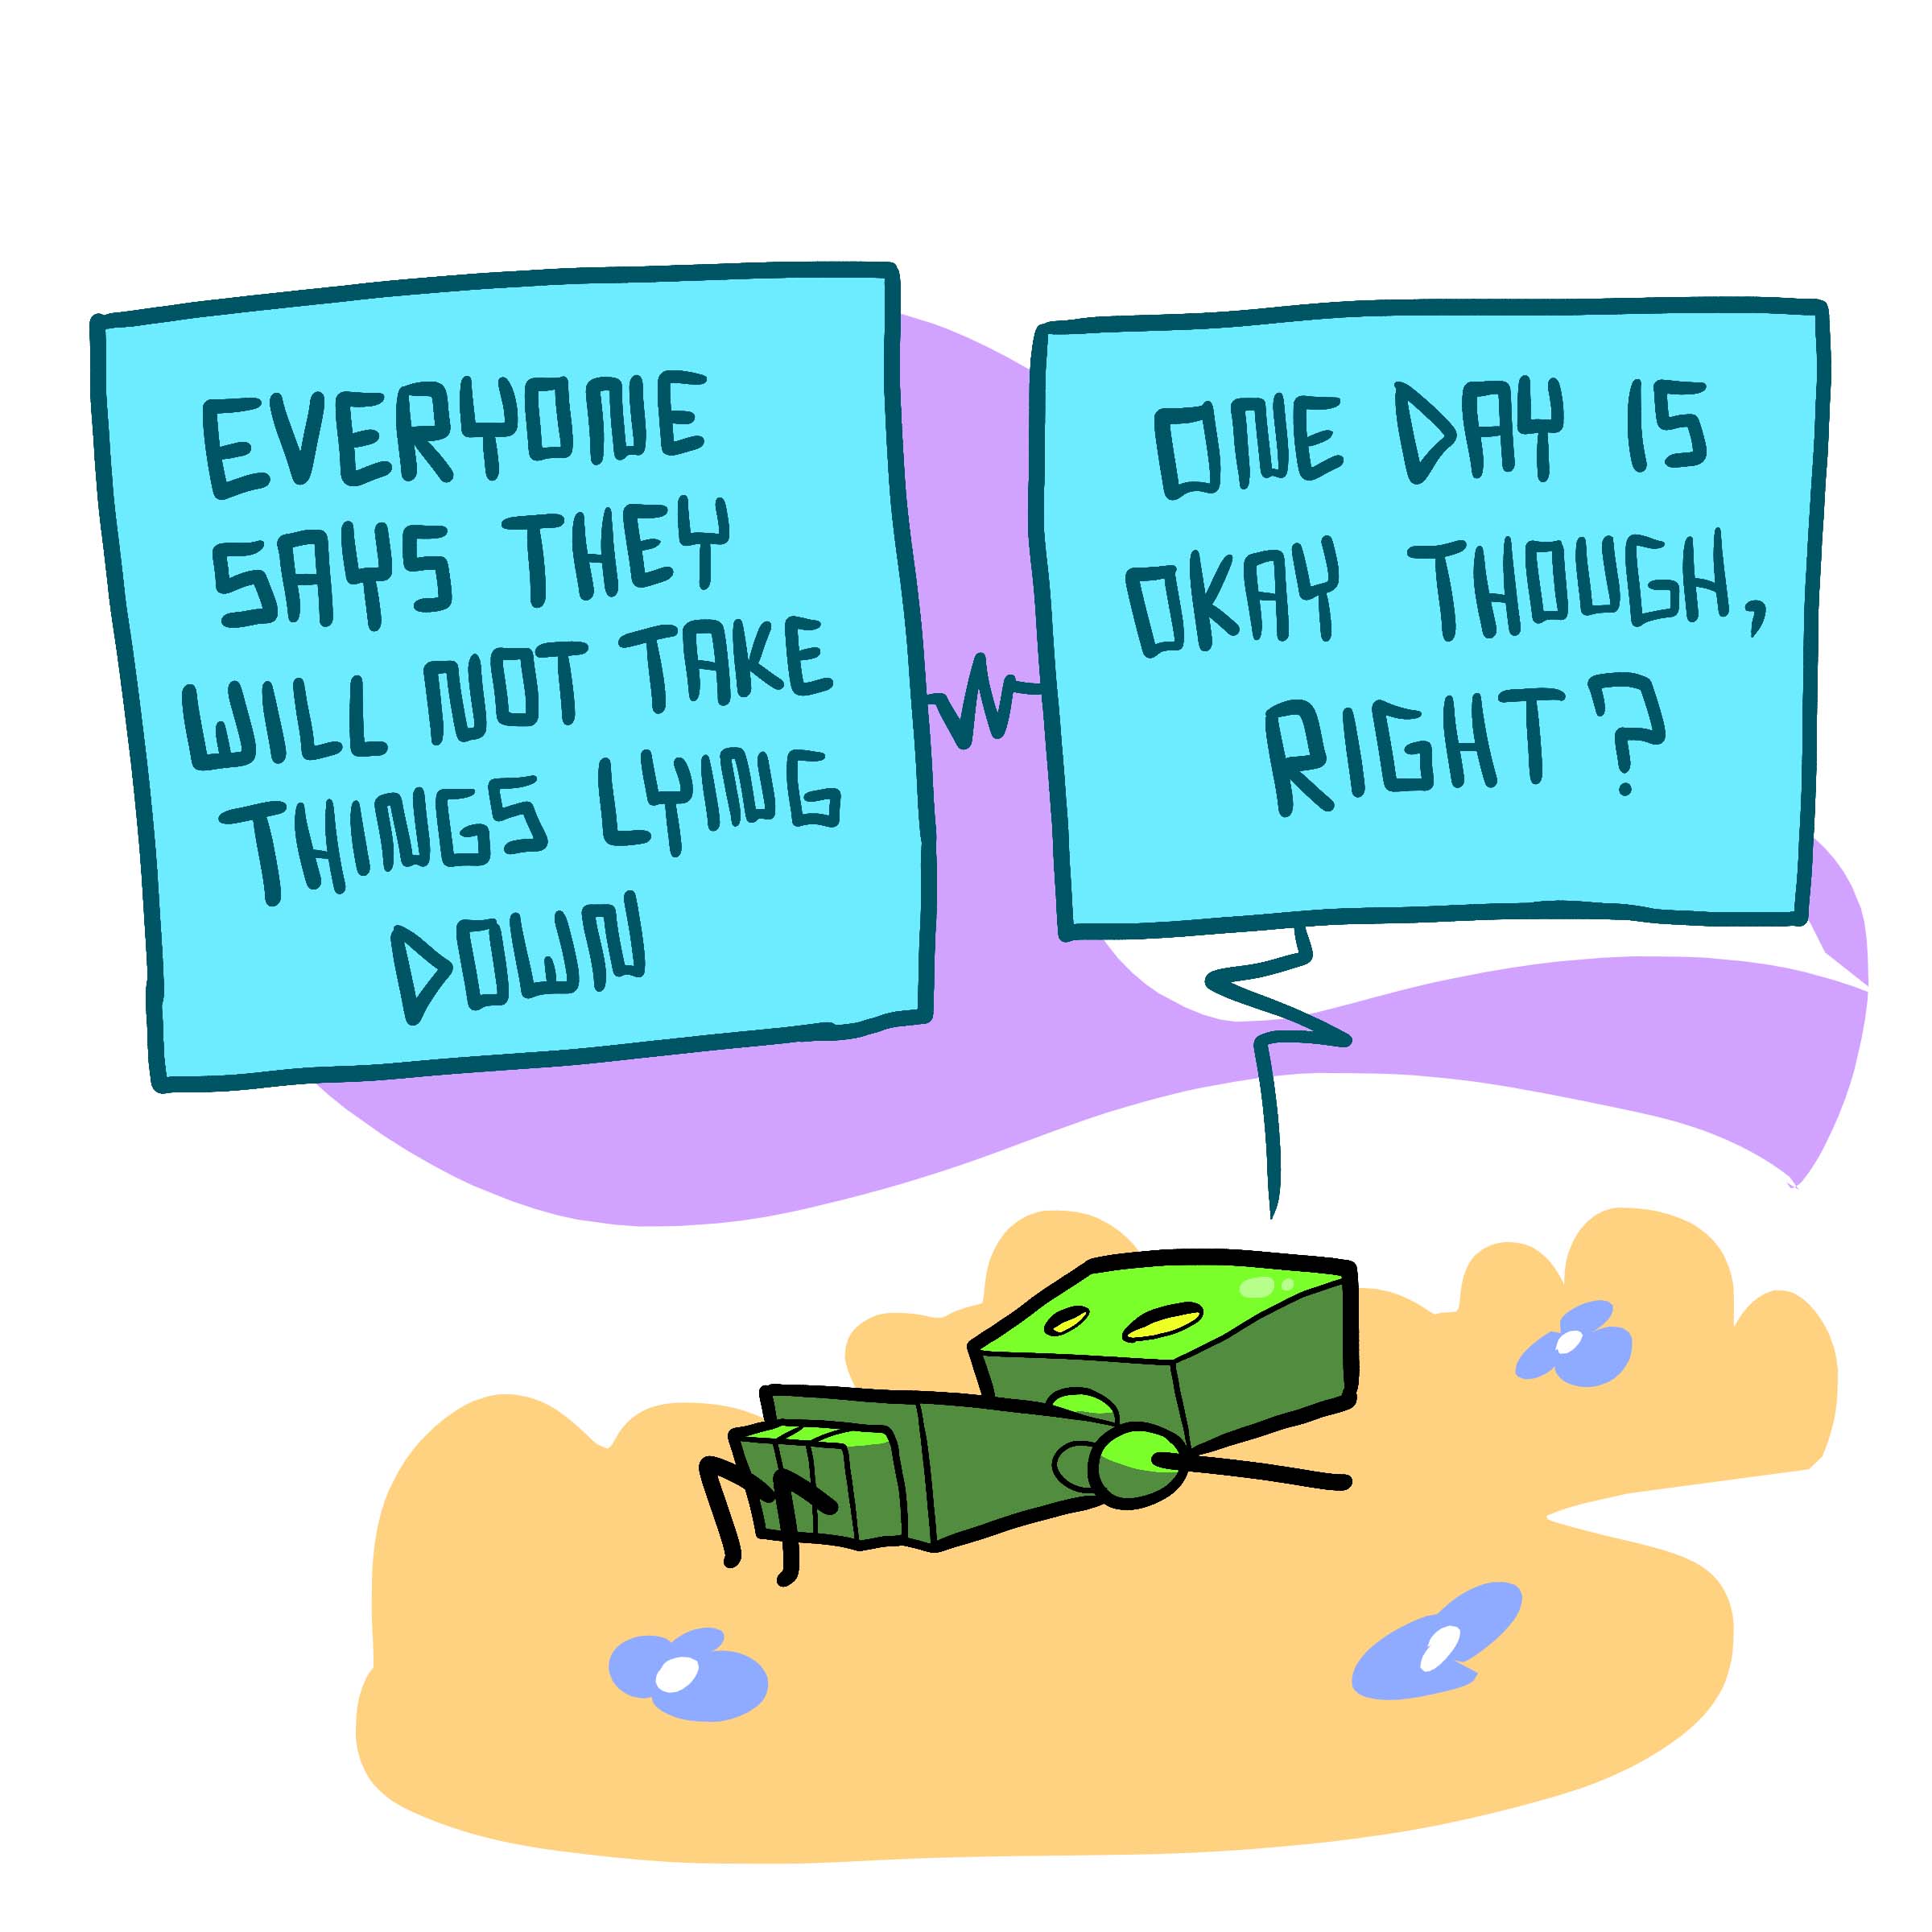 EVERYONE
SAYS THEY
WILL NOT TAKE
THINGS LYING
DOWN
ONE DAY IS
OKAY THOUGH,
RIGHT?